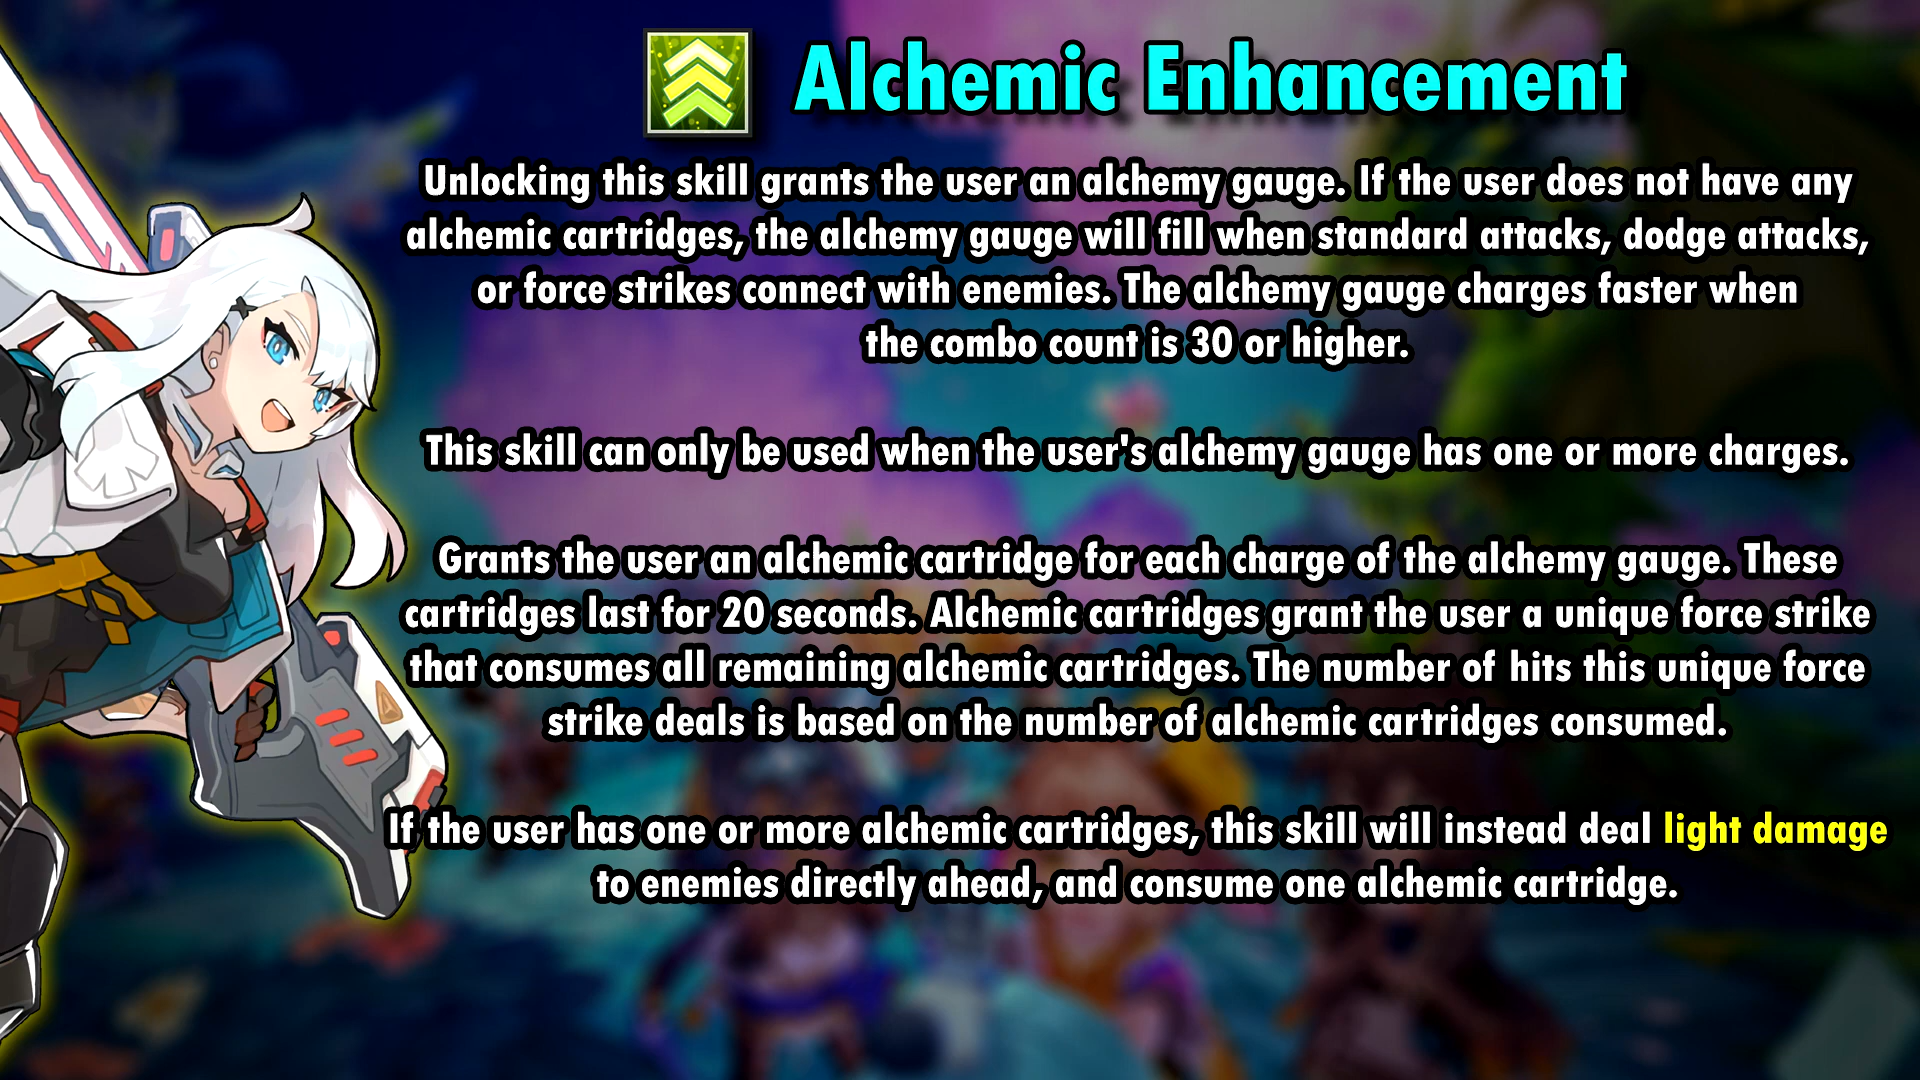 Alchemic Enhancement
Unlocking this skill grants the user an alchemy gauge. If the user does not have any
alchemic cartridges, the alchemy gauge will fill when standard attacks, dodge attacks,
or force strikes connect with enemies. The alchemy gauge charges faster when
the combo count is 30 or higher.
This skill can only be used when the user's alchemy gauge has one or more charges.
Grants the user an alchemic cartridge for each charge of the alchemy gauge. These
cartridges last for 20 seconds. Alchemic cartridges grant the user a unique force strike
that consumes all remaining alchemic cartridges. The number of hits this unique force
strike deals is based on the number of alchemic cartridges consumed.
If the user has one or more alchemic cartridges, this skill will instead deal light damage
to enemies directly ahead, and consume one alchemic cartridge.